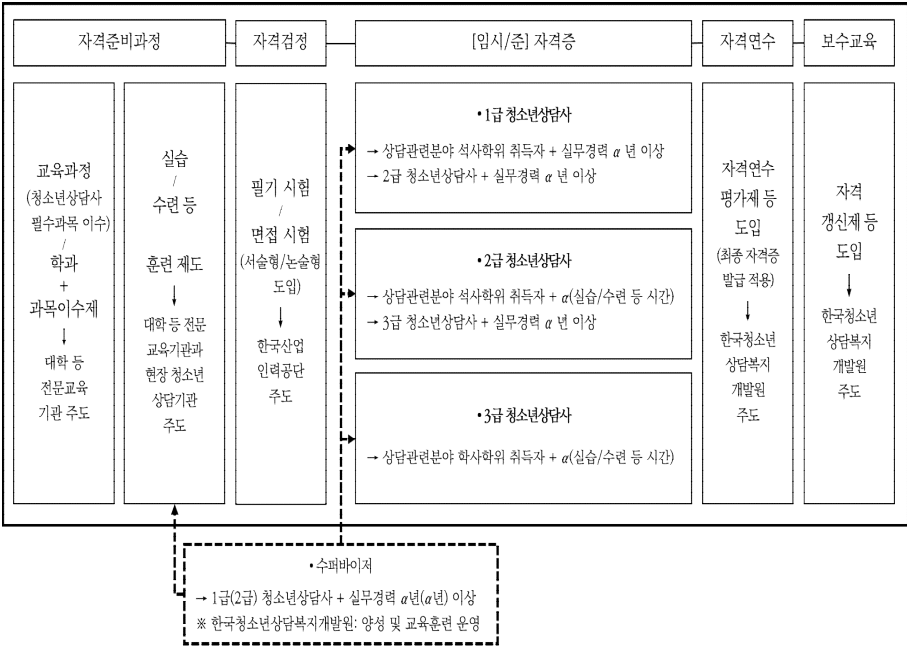 자격준비과정
자격검정
[임시/준] 자격증
자격연수
보수교육
교육과정
(청소년상담사
필수과목 이수)
/
학과
+
과목이수제
↓
대학 등
전문교육
기관 주도
실습
/
수련 등
훈련 제도
↓
대학 등 전문
교육기관과
현장 청소년
상담기관
주도
필기 시험
/
면접 시험
(서술형/논술형
도입)
↓
한국산업
인력공단
주도
• 1급 청소년상담사
→ 상담관련분야 석사학위 취득자 + 실무경력 α 년 이상
→ 2급 청소년상담사 + 실무경력 α 년 이상
• 2급 청소년상담사
→ 상담관련분야 석사학위 취득자 + α(실습/수련 등 시간)
→ 3급 청소년상담사 + 실무경력 α 년 이상
• 3급 청소년상담사
→ 상담관련분야 학사학위 취득자 + α(실습/수련 등 시간)
자격연수
평가제 등
도입
(최종 자격증
발급 적용)
↓
한국청소년
상담복지
개발원
주도
자격
갱신제 등
도입
↓
한국청소년
상담복지
개발원
주도
• 수퍼바이저
→ 1급(2급) 청소년상담사 + 실무경력 α년(α년) 이상
※ 한국청소년상담복지개발원: 양성 및 교육훈련 운영